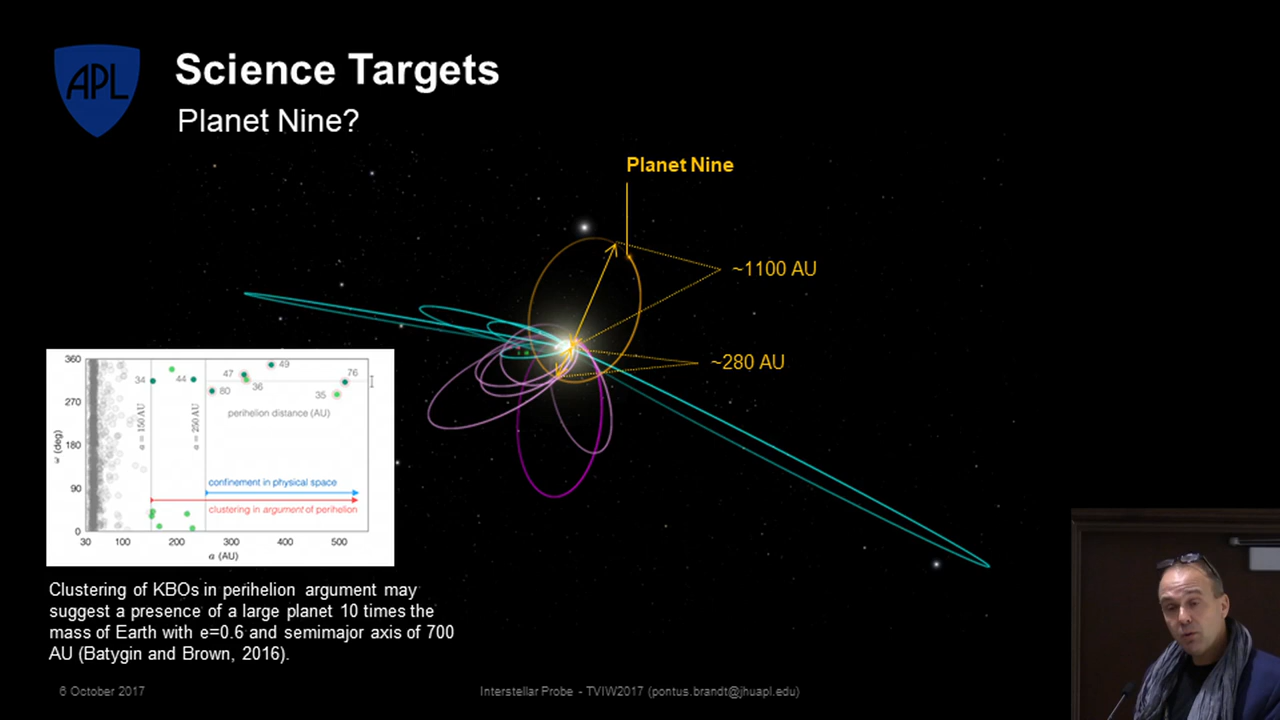 APL
Science Targets
Planet Nine?
Planet Nine
~1100 AU
~280 AU
360
270
180
90
0
ω (deg)
34
44
47
36
49
80
35
76
perihelion distance (AU)
a = 150 AU
a = 250 AU
confinement in physical space
clustering in argument of perihelion
30
100
200
300
400
500
a (AU)
Clustering of KBOs in perihelion argument may
suggest a presence of a large planet 10 times the
mass of Earth with e=0.6 and semimajor axis of 700
AU (Batygin and Brown, 2016).
6 October 2017
Interstellar Probe - TVIW2017 (pontus.brandt@jhuapl.edu)